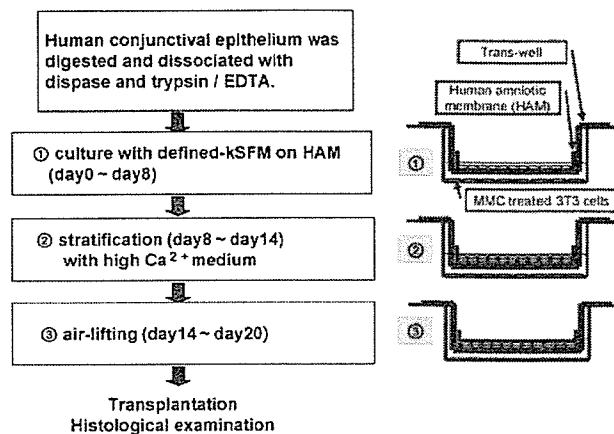 Human conjunctival epithelium was
digested and dissociated with
dispase and trypsin / EDTA.
① culture with defined-kSFM on HAM
(day0 ~ day8)
② stratification (day8 ~ day14)
with high Ca²⁺ medium
③ air-lifting (day14 ~ day20)
Transplantation
Histological examination
Trans-well
Human amniotic
membrane (HAM)
①
MMC treated 3T3 cells
②
③